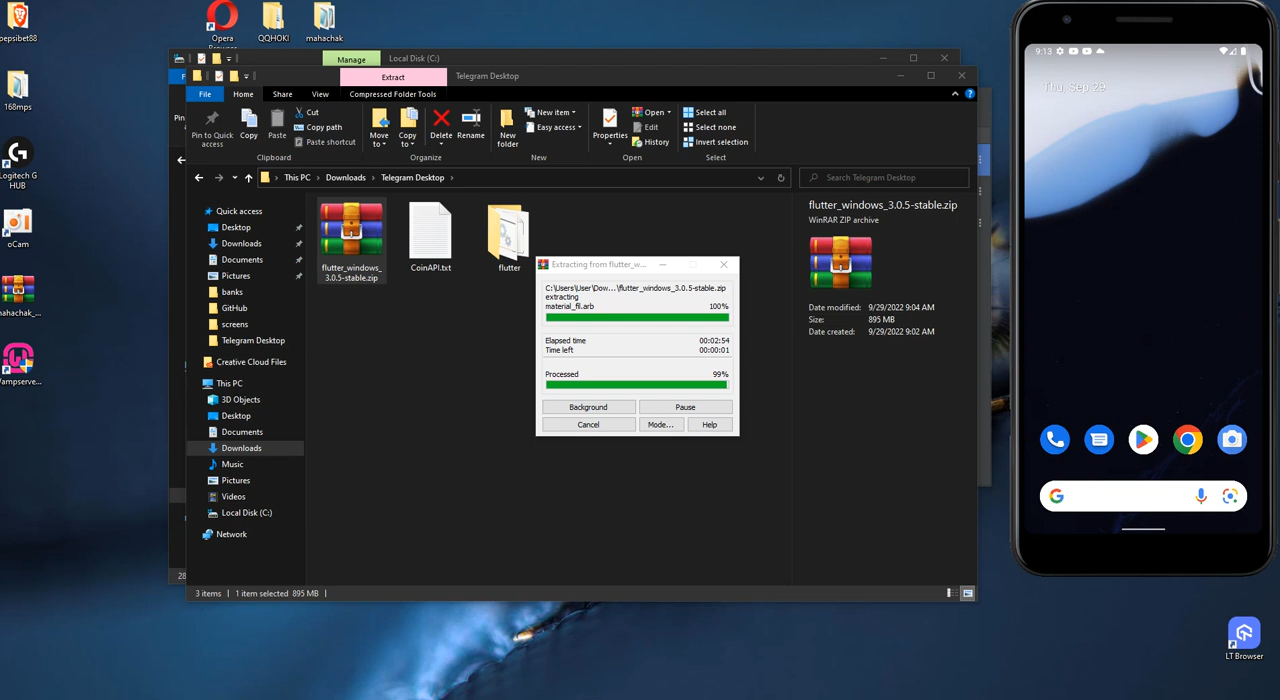 pepsibet88
168mps
Logitech G
HUB
oCam
Opera
QQHOKI
mahachak
Manage
Local Disk (C:)
Extract
Telegram Desktop
File
Home
Share
View
Compressed Folder Tools
Pin to Quick
access
Copy
Paste
Cut
Copy path
Paste shortcut
Clipboard
Move
to
Copy
to
Delete
Rename
Organize
New
folder
New item
Easy access
New
Properties
Open
Edit
History
Open
Select all
Select none
Invert selection
Select
This PC
Downloads
Telegram Desktop
Search Telegram Desktop
Quick access
Desktop
Downloads
Documents
Pictures
banks
GitHub
screens
Telegram Desktop
Creative Cloud Files
This PC
3D Objects
Desktop
Documents
Downloads
Music
Pictures
Videos
Local Disk (C:)
Network
flutter_windows_
3.0.5-stable.zip
CoinAPI.txt
flutter
Extracting from flutter_w...
C:\Users\User\Dow...\flutter_windows_3.0.5-stable.zip
extracting
material_fil.arb
100%
Elapsed time
00:02:54
Time left
00:00:01
Processed
99%
Background
Pause
Cancel
Mode...
Help
flutter_windows_3.0.5-stable.zip
WinRAR ZIP archive
Date modified: 9/29/2022 9:04 AM
Size: 895 MB
Date created: 9/29/2022 9:02 AM
3 items
1 item selected 895 MB
28
9:13
Thu, Sep 29
LT Browser